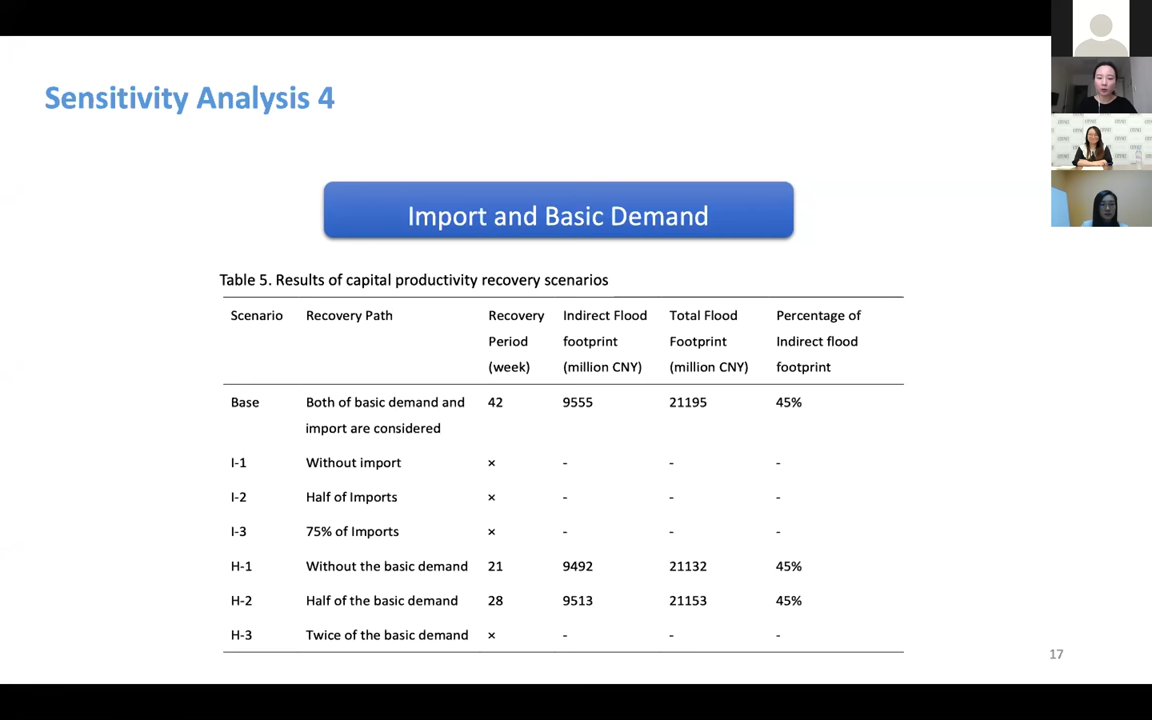 Sensitivity Analysis 4
Import and Basic Demand
Table 5. Results of capital productivity recovery scenarios
Scenario Recovery Path Recovery Indirect Flood Total Flood Percentage of
Period footprint Footprint Indirect flood
(week) (million CNY) (million CNY) footprint
Base Both of basic demand and 42 9555 21195 45%
import are considered
I-1 Without import × - - -
I-2 Half of Imports × - - -
I-3 75% of Imports × - - -
H-1 Without the basic demand 21 9492 21132 45%
H-2 Half of the basic demand 28 9513 21153 45%
H-3 Twice of the basic demand × - - -
17